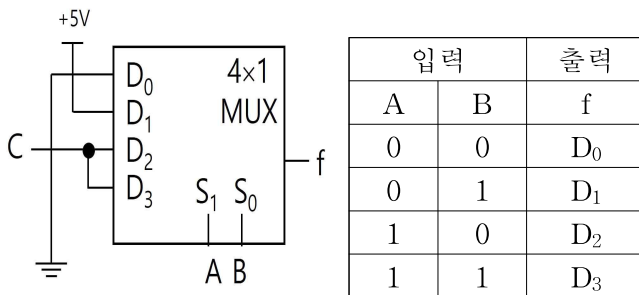 +5V
D₀
4×1
D₁
MUX
C
D₂
f
D₃
S₁ S₀
A B
입력 출력
A B f
0 0 D₀
0 1 D₁
1 0 D₂
1 1 D₃